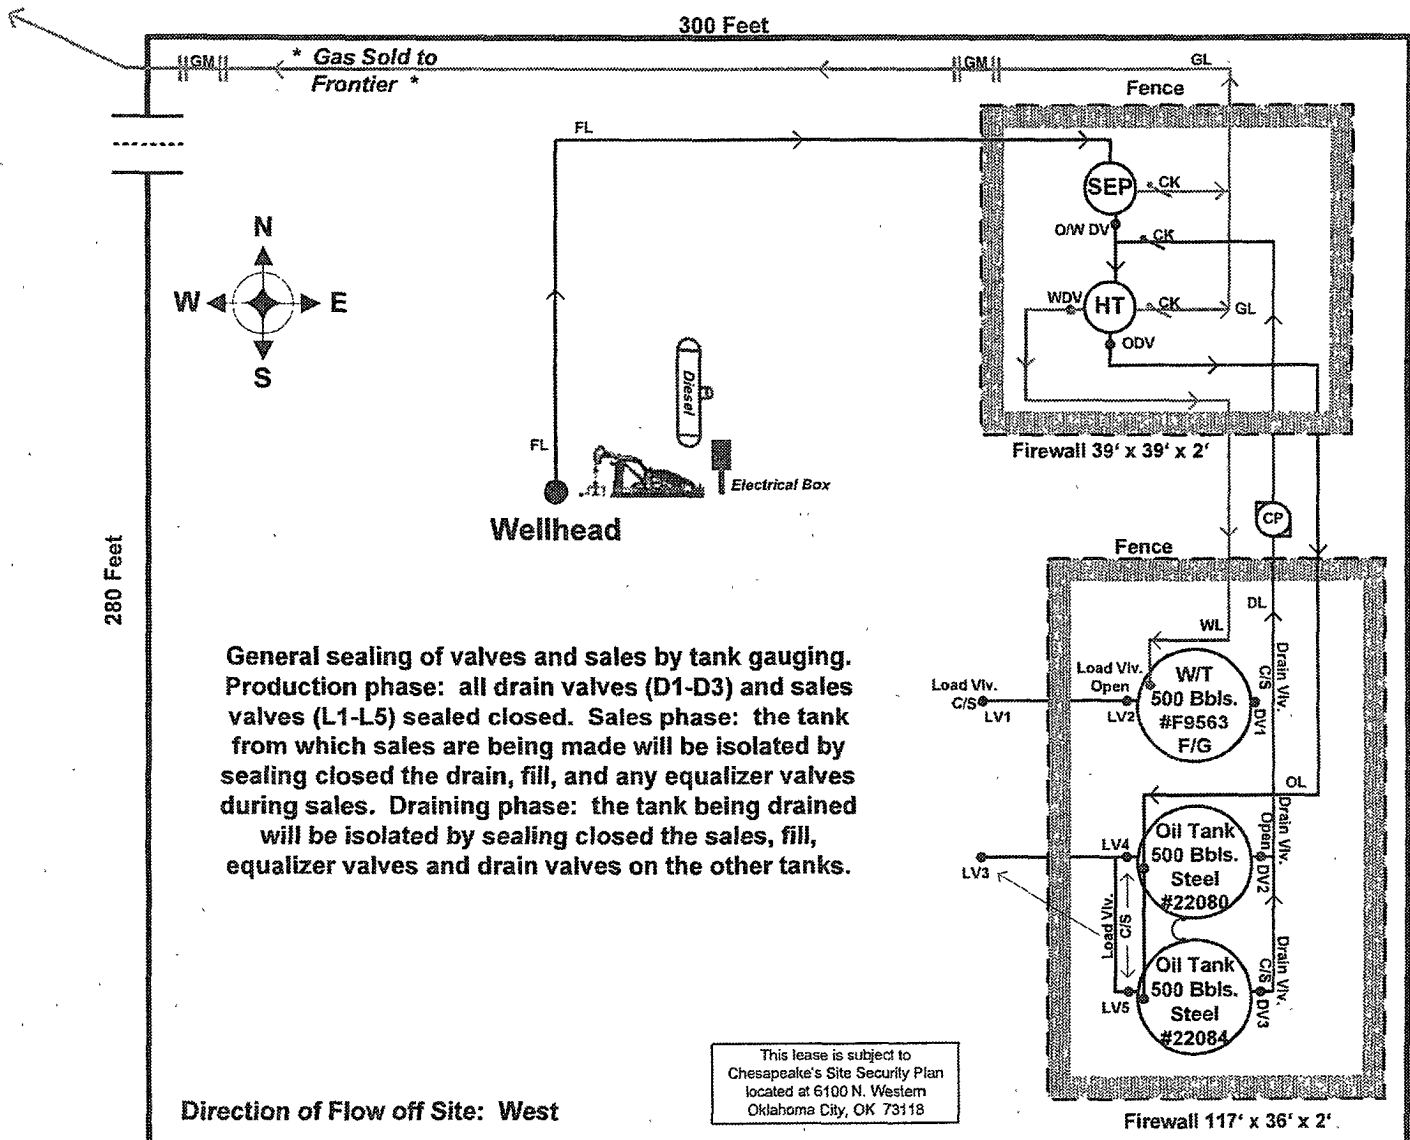 300 Feet
GM
* Gas Sold to
Frontier *
GM
GL
Fence
FL
SEP
CK
O/W DV
CK
N
W
E
S
WDV
HT
CK
GL
ODV
Diesel
FL
Electrical Box
Wellhead
Firewall 39' x 39' x 2'
CP
280 Feet
Fence
DL
WL
General sealing of valves and sales by tank gauging.
Production phase: all drain valves (D1-D3) and sales
valves (L1-L5) sealed closed. Sales phase: the tank
from which sales are being made will be isolated by
sealing closed the drain, fill, and any equalizer valves
during sales. Draining phase: the tank being drained
will be isolated by sealing closed the sales, fill,
equalizer valves and drain valves on the other tanks.
Load Vlv.
C/S
LV1
Load Vlv.
Open
LV2
W/T
500 Bbls.
#F9563
F/G
Drain Vlv.
C/S
DV1
OL
LV3
LV4
Oil Tank
500 Bbls.
Steel
#22080
Drain Vlv.
Open
DV2
Load Vlv.
C/S
LV5
Oil Tank
500 Bbls.
Steel
#22084
Drain Vlv.
C/S
DV3
This lease is subject to
Chesapeake's Site Security Plan
located at 6100 N. Western
Oklahoma City, OK 73118
Direction of Flow off Site: West
Firewall 117' x 36' x 2'